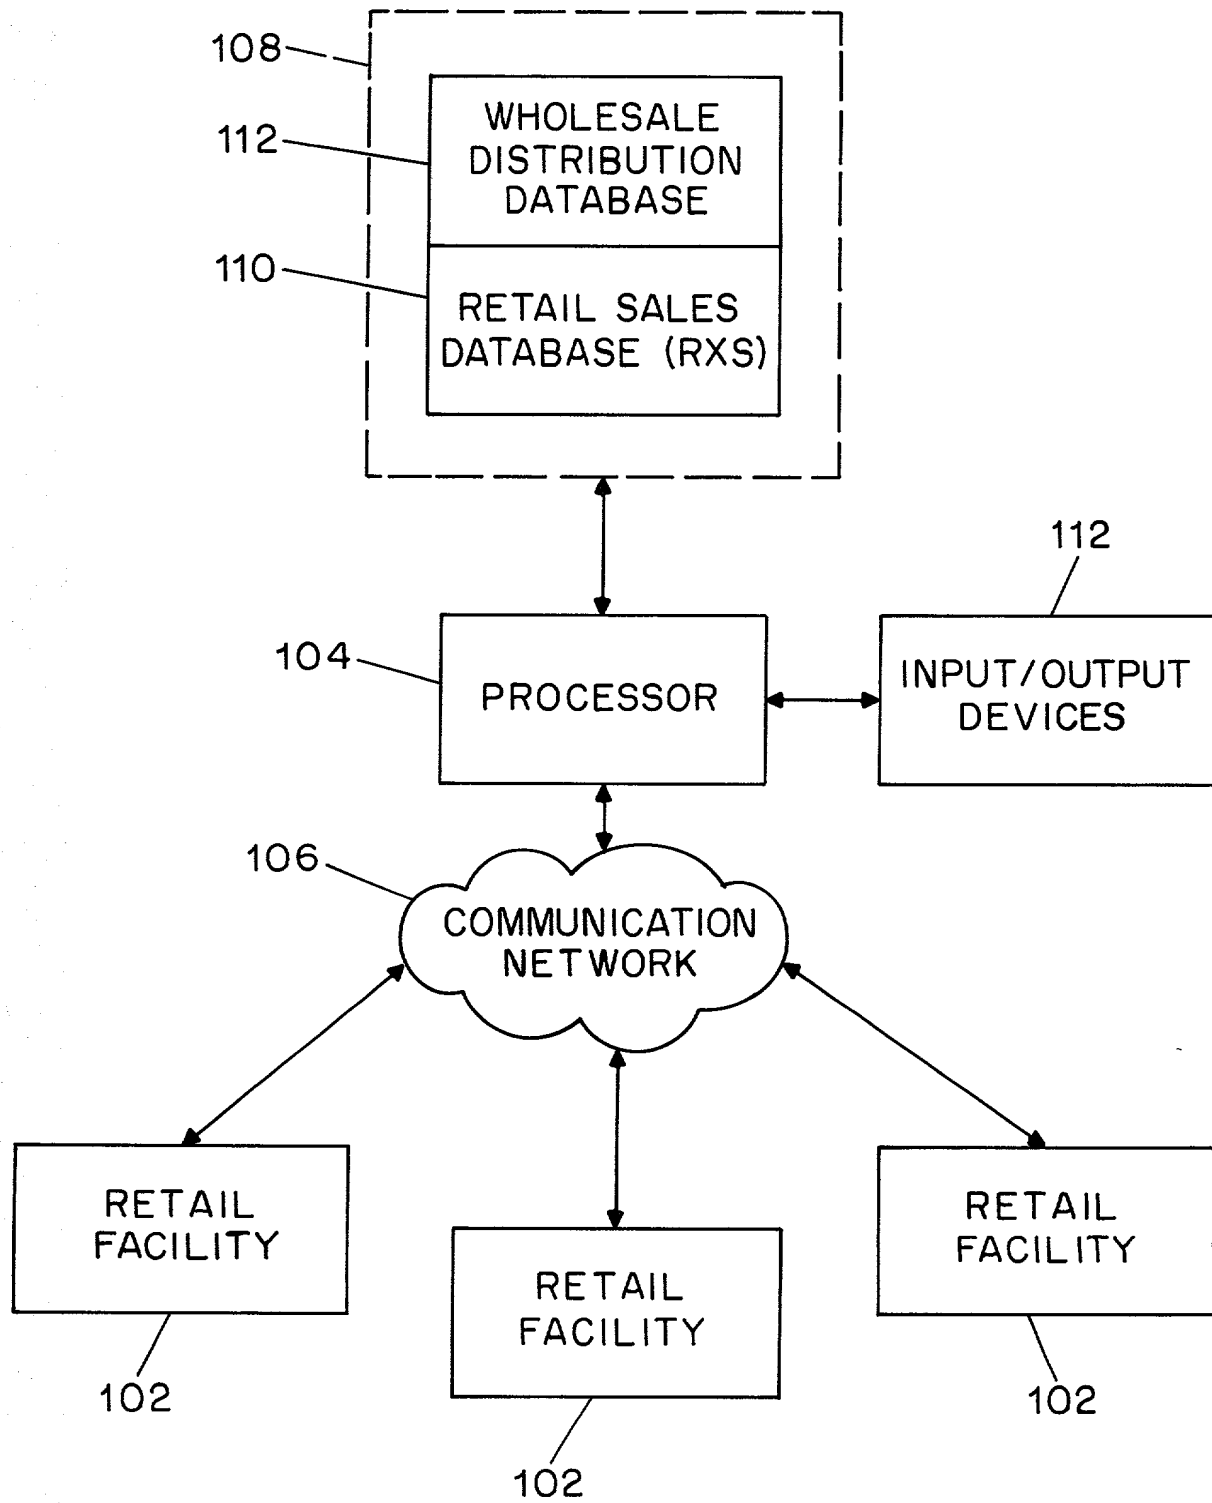 108
WHOLESALE
112
DISTRIBUTION
DATABASE
110
RETAIL SALES
DATABASE (RXS)
112
104
PROCESSOR
INPUT/OUTPUT
DEVICES
106
COMMUNICATION
NETWORK
RETAIL
FACILITY
RETAIL
FACILITY
RETAIL
FACILITY
102
102
102